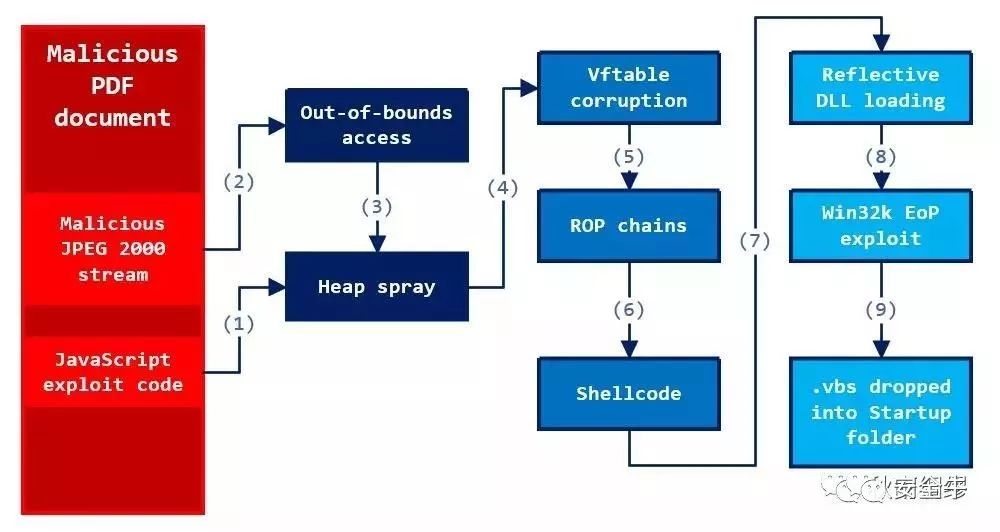 Malicious
PDF
document
Malicious
JPEG 2000
stream
JavaScript
exploit code
(1)
(2)
Out-of-bounds
access
(3)
Heap spray
(4)
Vftable
corruption
(5)
ROP chains
(6)
Shellcode
(7)
Reflective
DLL loading
(8)
Win32k EoP
exploit
(9)
.vbs dropped
into Startup
folder